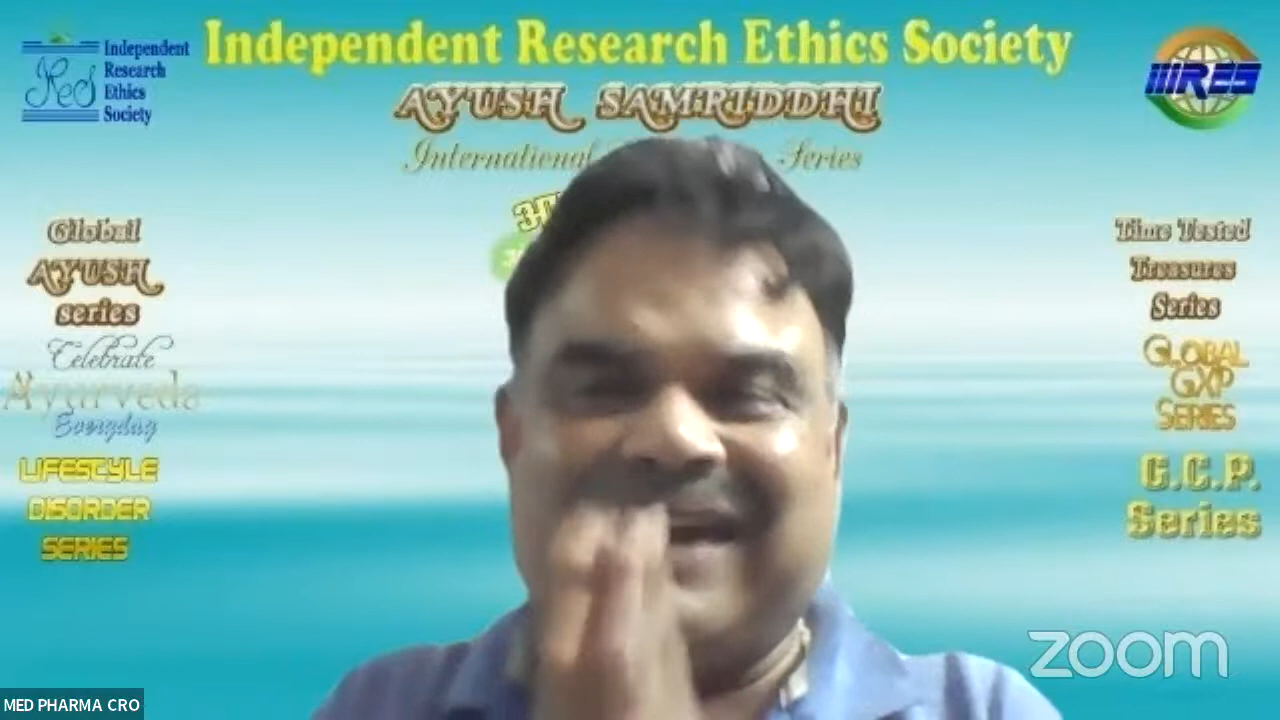 Independent
Research
Ethics
Society
Independent Research Ethics Society
IIIRES
AYUSH SAMRIDDHI
International
Series
Global
AYUSH
series
Celebrate
Ayurveda
Everyday
LIFESTYLE
DISORDER
SERIES
Time Tested
Treasures
Series
GLOBAL
GXP
SERIES
G.C.P.
Series
zoom
MED PHARMA CRO